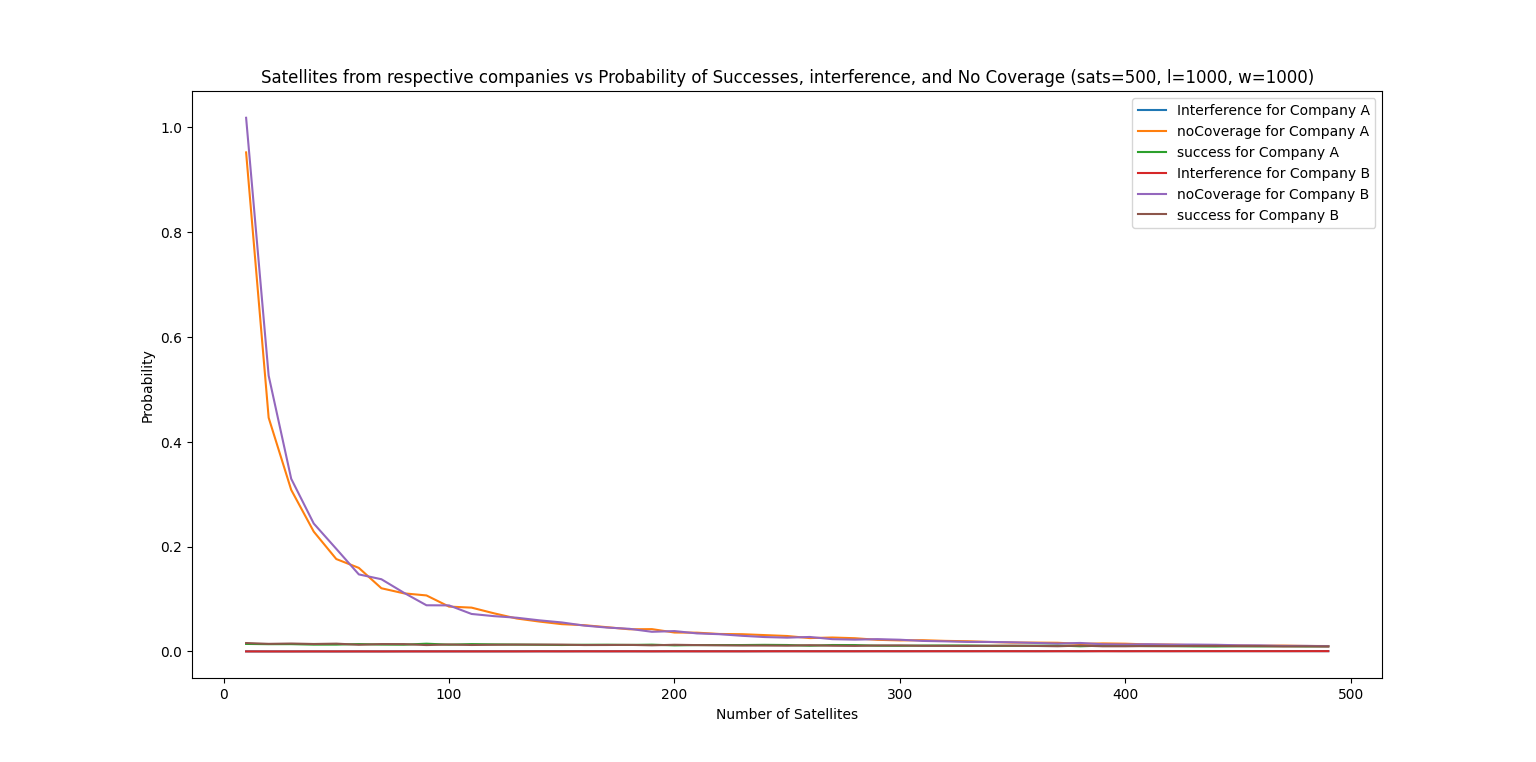 Satellites from respective companies vs Probability of Successes, interference, and No Coverage (sats=500, l=1000, w=1000)
Interference for Company A
noCoverage for Company A
success for Company A
Interference for Company B
noCoverage for Company B
success for Company B
1.0
0.8
0.6
0.4
0.2
0.0
Probability
0 100 200 300 400 500
Number of Satellites